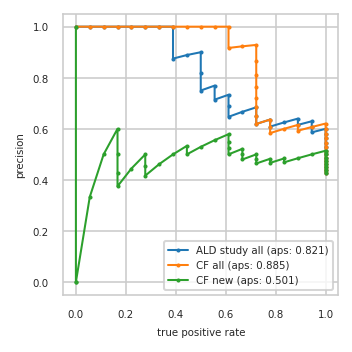 1.0
0.8
0.6
0.4
0.2
0.0
precision
ALD study all (aps: 0.821)
CF all (aps: 0.885)
CF new (aps: 0.501)
0.0 0.2 0.4 0.6 0.8 1.0
true positive rate